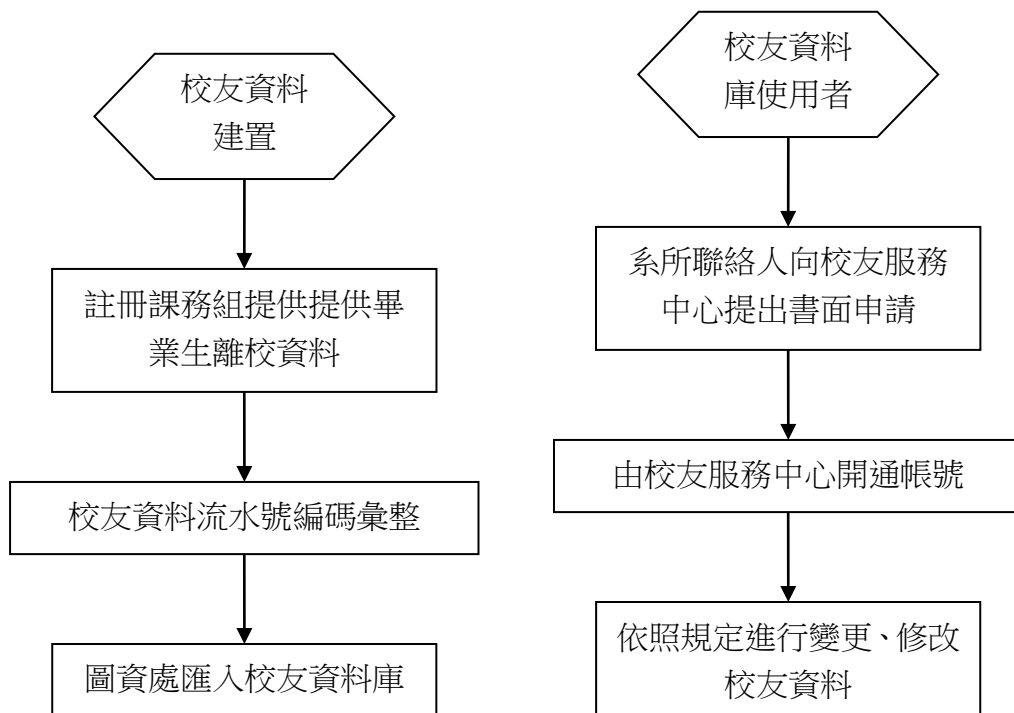 校友資料
建置
註冊課務組提供提供畢
業生離校資料
校友資料流水號編碼彙整
圖資處匯入校友資料庫
校友資料
庫使用者
系所聯絡人向校友服務
中心提出書面申請
由校友服務中心開通帳號
依照規定進行變更、修改
校友資料